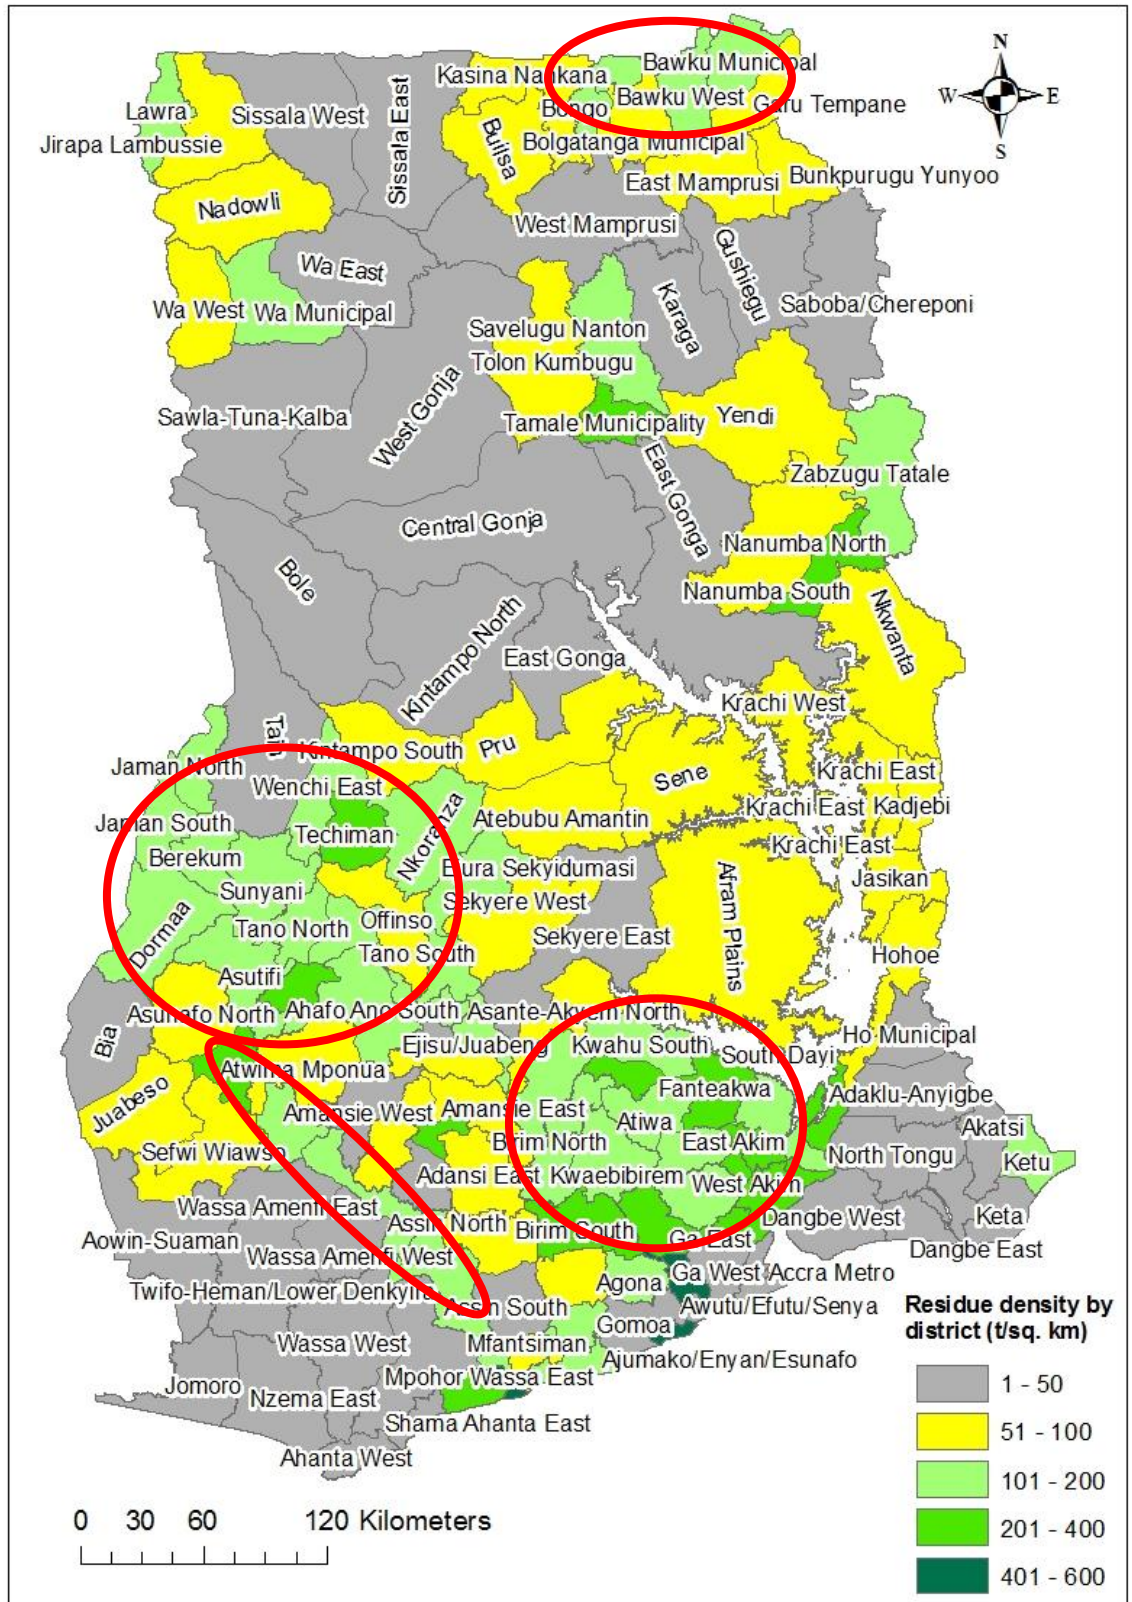 N
W
E
S
Kasina Nankana
Bawku Municipal
Lawra
Sissala West
Sissala East
Bongo
Bawku West
Garu Tempane
Jirapa Lambussie
Builsa
Bolgatanga Municipal
East Mamprusi
Bunkpurugu Yunyoo
Nadowli
West Mamprusi
Gushiegu
Wa East
Karaga
Saboba/Chereponi
Wa West
Wa Municipal
Savelugu Nanton
Tolon Kumbugu
Sawla-Tuna-Kalba
West Gonja
Tamale Municipality
Yendi
East Gonga
Zabzugu Tatale
Central Gonja
Nanumba North
Bole
Nanumba South
Nkwanta
Kintampo North
East Gonga
Krachi West
Tain
Kintampo South
Pru
Jaman North
Sene
Krachi East
Wenchi East
Krachi East
Kadjebi
Jaman South
Techiman
Nkoranza
Atebubu Amantin
Krachi East
Berekum
Ejura Sekyidumasi
Afram Plains
Jasikan
Sunyani
Sekyere West
Dormaa
Tano North
Offinso
Sekyere East
Tano South
Hohoe
Asutifi
Asunafo North
Ahafo Ano South
Asante-Akyem North
Bia
Ejisu/Juabeng
Kwahu South
South Dayi
Ho Municipal
Atwima Mponua
Fanteakwa
Juabeso
Amansie West
Amansie East
Atiwa
Adaklu-Anyigbe
Birim North
East Akim
Akatsi
Sefwi Wiawso
Adansi East
Kwaebibirem
West Akim
North Tongu
Ketu
Wassa Amenfi East
Assin North
Birim South
Dangbe West
Keta
Aowin-Suaman
Wassa Amenfi West
Ga East
Dangbe East
Twifo-Heman/Lower Denkyira
Agona
Ga West
Accra Metro
Assin South
Awutu/Efutu/Senya
Gomoa
Wassa West
Mfantsiman
Ajumako/Enyan/Esunafo
Jomoro
Nzema East
Mpohor Wassa East
Shama Ahanta East
Ahanta West
Residue density by
district (t/sq. km)
1 - 50
51 - 100
101 - 200
201 - 400
401 - 600
0 30 60 120 Kilometers